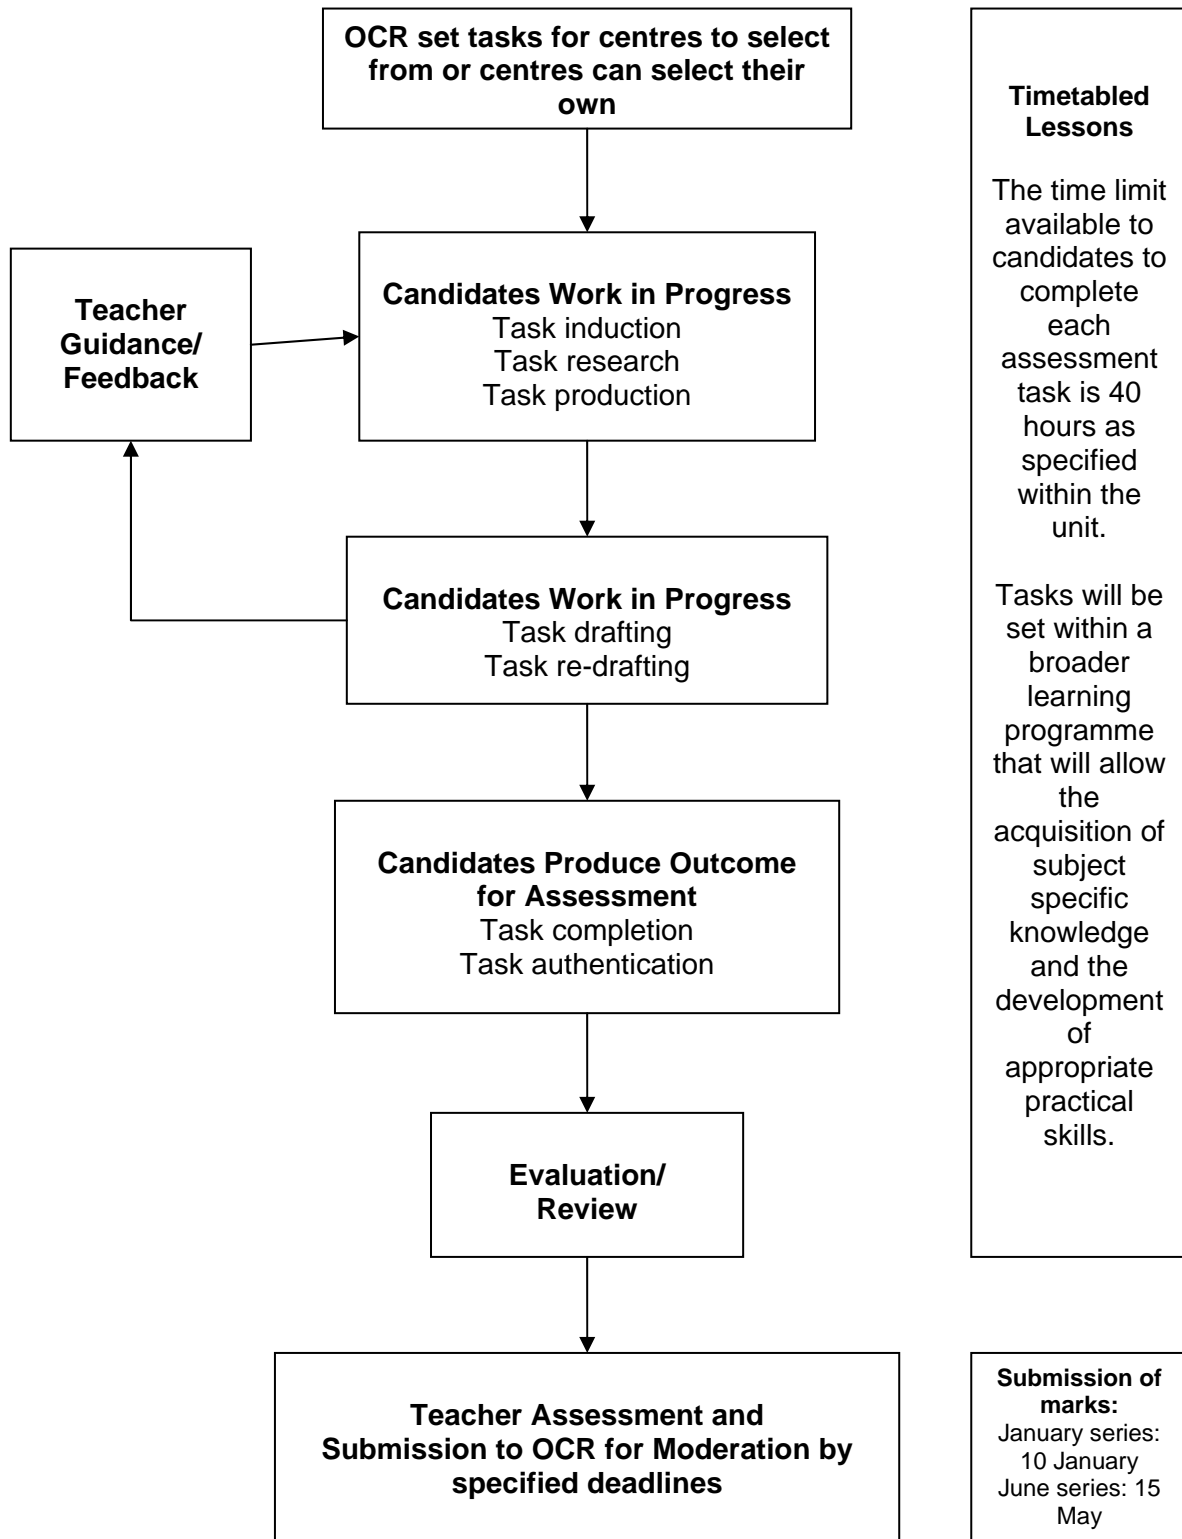 OCR set tasks for centres to select
from or centres can select their
own
Teacher
Guidance/
Feedback
Candidates Work in Progress
Task induction
Task research
Task production
Candidates Work in Progress
Task drafting
Task re-drafting
Candidates Produce Outcome
for Assessment
Task completion
Task authentication
Evaluation/
Review
Teacher Assessment and
Submission to OCR for Moderation by
specified deadlines
Timetabled
Lessons
The time limit
available to
candidates to
complete
each
assessment
task is 40
hours as
specified
within the
unit.
Tasks will be
set within a
broader
learning
programme
that will allow
the
acquisition of
subject
specific
knowledge
and the
development
of
appropriate
practical
skills.
Submission of
marks:
January series:
10 January
June series: 15
May